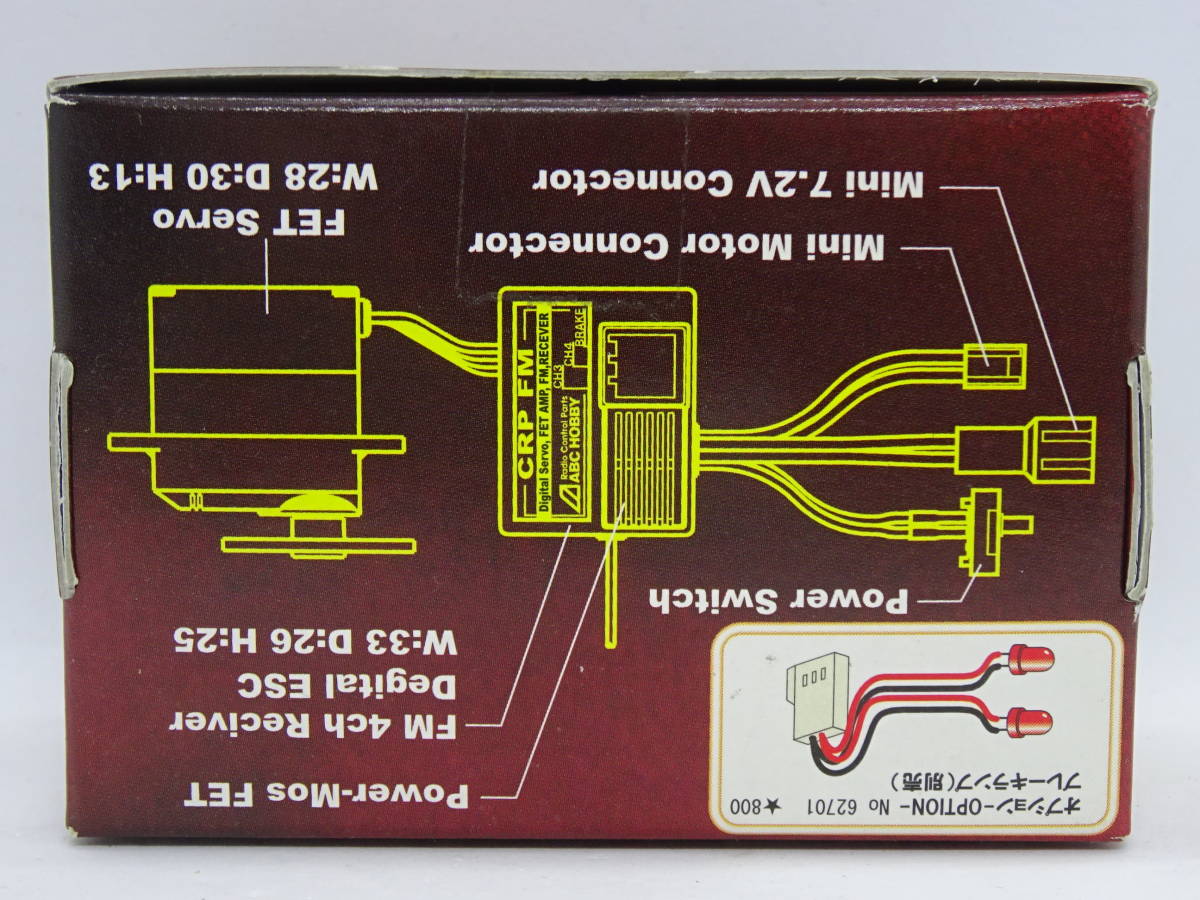 オプション-OPTION- No 62701 ★800
ブレーキランプ(別売)
Power-Mos FET
FM 4ch Reciver
Degital ESC
W:33 D:26 H:25
Power Switch
CRP FM
Digital Servo, FET AMP, FM,RECEVER
Radio Control Parts
ABC HOBBY
CH3
CH4
BRAKE
Mini Motor Connector
Mini 7.2V Connector
FET Servo
W:28 D:30 H:13